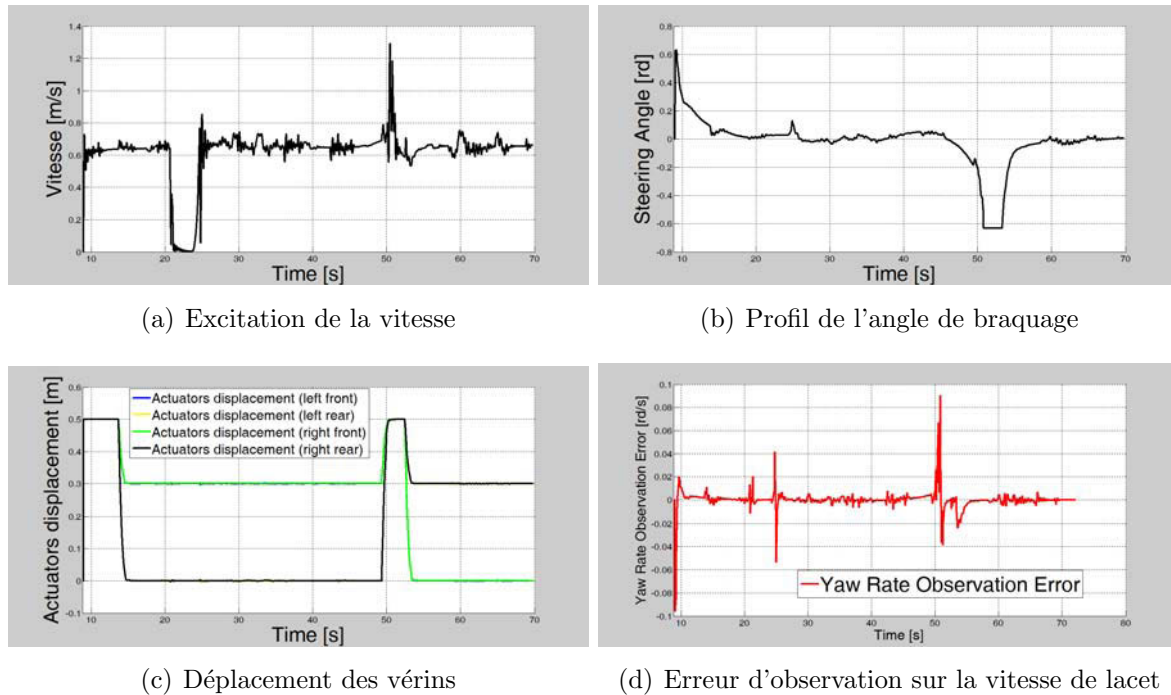 Vitesse [m/s]
1.4
1.2
1
0.8
0.6
0.4
0.2
0
10 20 30 40 50 60 70
Time [s]
(a) Excitation de la vitesse
Steering Angle [rd]
0.8
0.6
0.4
0.2
0
-0.2
-0.4
-0.6
-0.8
10 20 30 40 50 60 70
Time [s]
(b) Profil de l'angle de braquage
Actuators displacement [m]
0.6
0.5
0.4
0.3
0.2
0.1
0
-0.1
Actuators displacement (left front)
Actuators displacement (left rear)
Actuators displacement (right front)
Actuators displacement (right rear)
10 20 30 40 50 60 70
Time [s]
(c) Déplacement des vérins
Yaw Rate Observation Error [rd/s]
0.1
0.08
0.06
0.04
0.02
0
-0.02
-0.04
-0.06
-0.08
-0.1
Yaw Rate Observation Error
10 20 30 40 50 60 70 80
Time [s]
(d) Erreur d'observation sur la vitesse de lacet